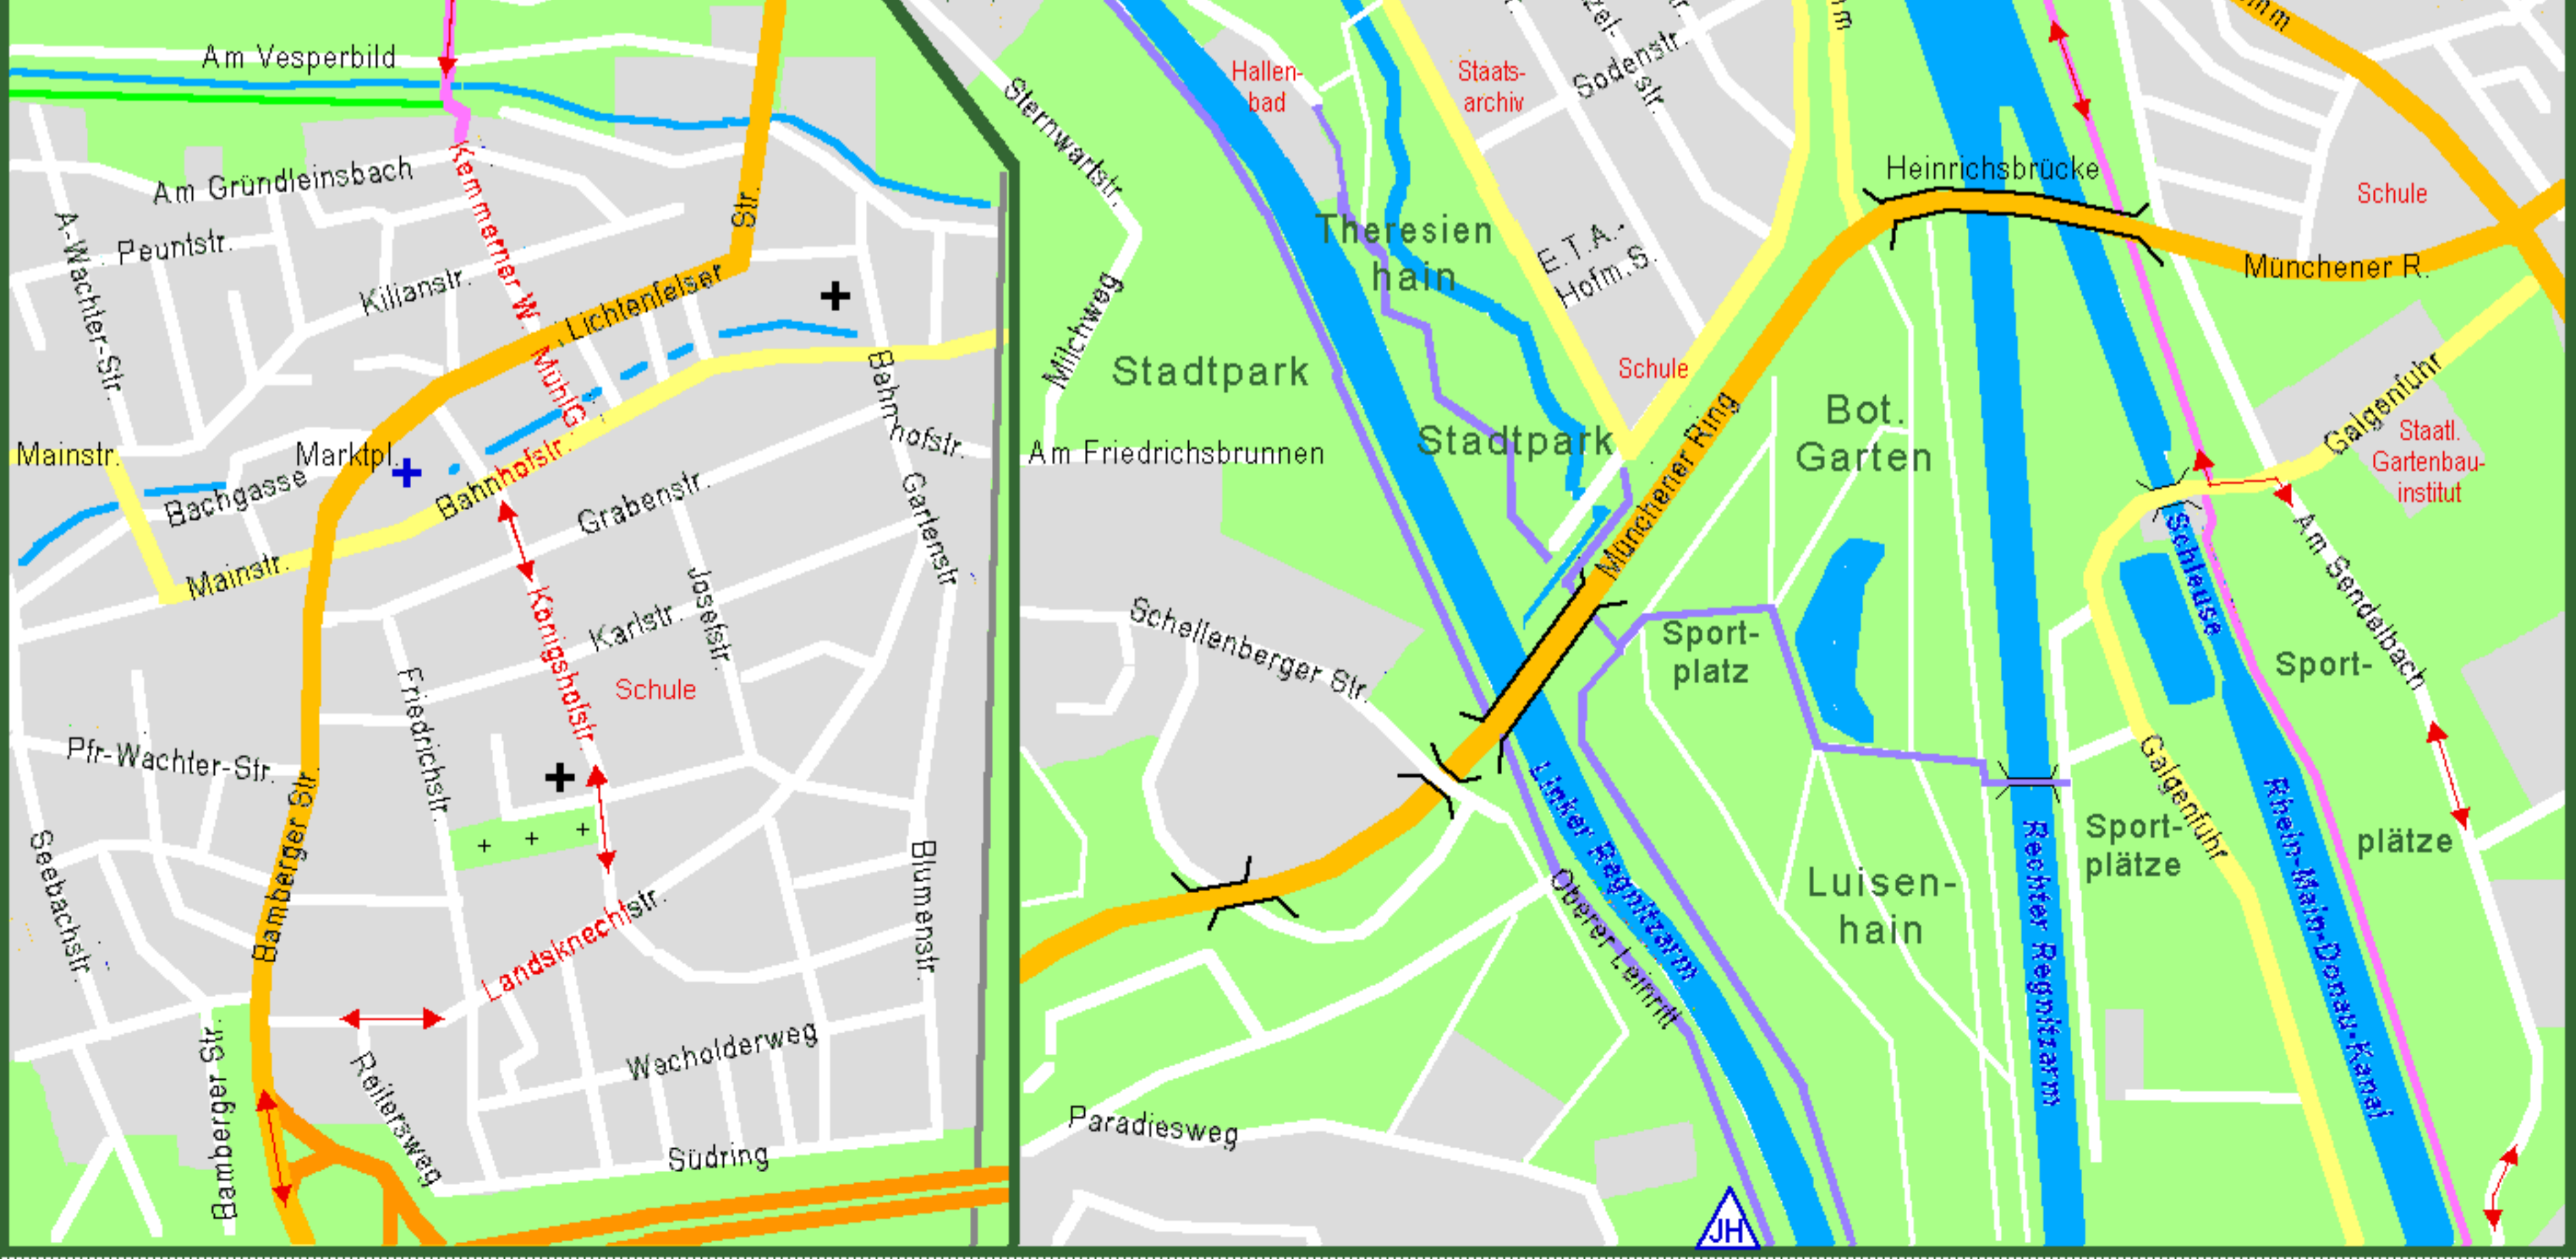 Am Vesperbild
Am Gründleinsbach
Kemmerner W.
Str.
A-Wachter-Str.
Peuntstr.
Kilianstr.
Lichtenfelser
MühlG.
Bahnhofstr.
Mainstr.
Marktpl.
Bachgasse
Bahnhofstr.
Grabenstr.
Gartenstr.
Mainstr.
Königshofstr.
Karlstr.
Josefstr.
Schule
Friedrichstr.
Pfr-Wachter-Str.
Bamberger Str.
Seebachstr.
Blumenstr.
Landsknechtstr.
Wacholderweg
Reitersweg
Bamberger Str.
Südring
Sternwartstr.
Milchweg
Am Friedrichsbrunnen
Hallen-
bad
Staats-
archiv
Sodenstr.
zel-
str.
Theresien
hain
E.T.A.-
Hofm.S.
Heinrichsbrücke
Schule
Münchener R.
Stadtpark
Stadtpark
Schule
Münchener Ring
Bot.
Garten
Galgenfuhr
Staatl.
Gartenbau-
institut
Schleuse
Am Sendelbach
Schellenberger Str.
Sport-
platz
Sport-
plätze
Linker Regnitzarm
Galgenfuhr
Rhein-Main-Donau-Kanal
Sport-
plätze
Rechter Regnitzarm
Luisen-
hain
Oberer Leinritt
Paradiesweg
JH